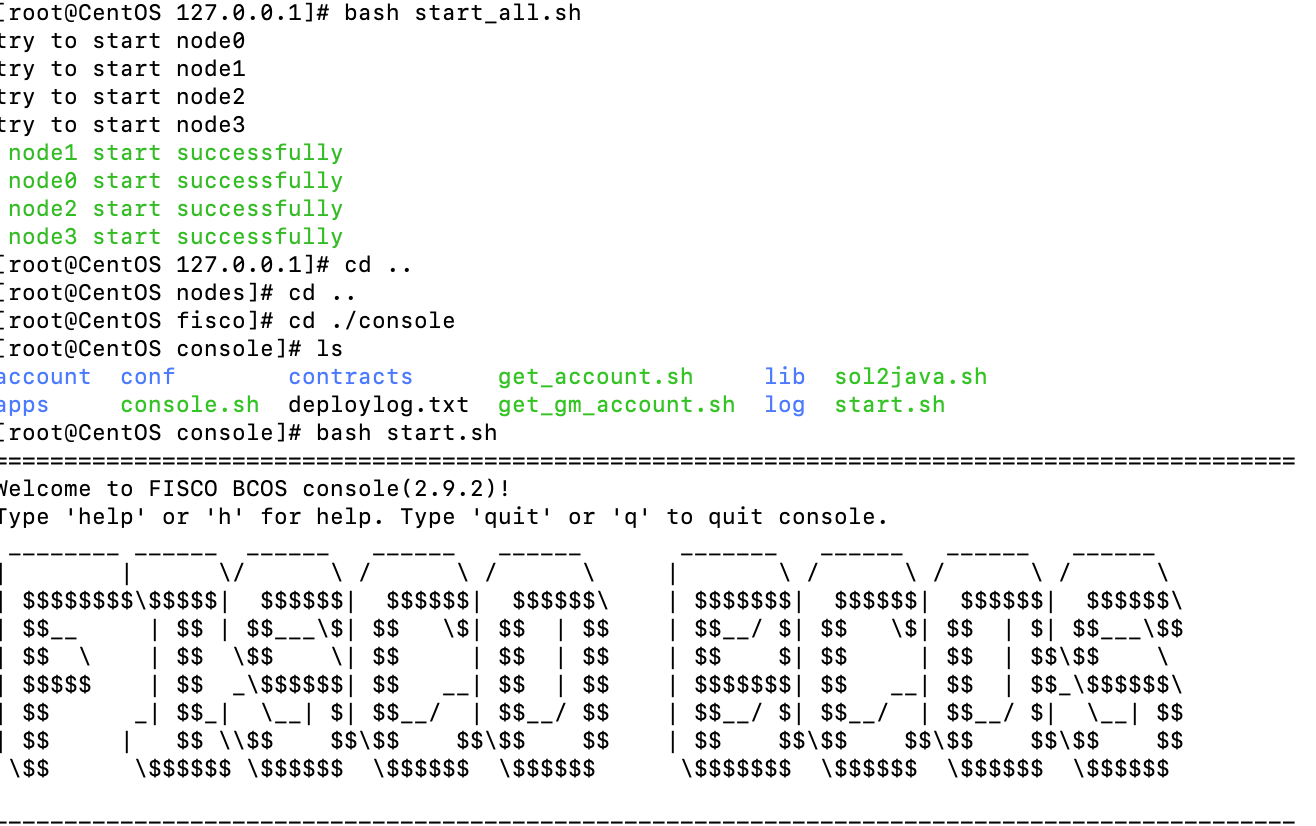 [root@CentOS 127.0.0.1]# bash start_all.sh
try to start node0
try to start node1
try to start node2
try to start node3
 node1 start successfully
 node0 start successfully
 node2 start successfully
 node3 start successfully
[root@CentOS 127.0.0.1]# cd ..
[root@CentOS nodes]# cd ..
[root@CentOS fisco]# cd ./console
[root@CentOS console]# ls
account  conf        contracts      get_account.sh     lib  sol2java.sh
apps     console.sh  deploylog.txt  get_gm_account.sh  log  start.sh
[root@CentOS console]# bash start.sh
=============================================================================================
Welcome to FISCO BCOS console(2.9.2)!
Type 'help' or 'h' for help. Type 'quit' or 'q' to quit console.
 ________ ______  ______   ______   ______       _______   ______   ______   ______
|        |      \/      \ /      \ /      \     |       \ /      \ /      \ /      \
| $$$$$$$$\$$$$$|  $$$$$$|  $$$$$$|  $$$$$$\    | $$$$$$$|  $$$$$$|  $$$$$$|  $$$$$$\
| $$__     | $$ | $$___\$| $$   \$| $$  | $$    | $$__/ $| $$   \$| $$  | $| $$___\$$
| $$  \    | $$  \$$    \| $$     | $$  | $$    | $$    $| $$     | $$  | $$\$$    \
| $$$$$    | $$  _\$$$$$$| $$   __| $$  | $$    | $$$$$$$| $$   __| $$  | $$_\$$$$$$\
| $$      _| $$_|  \__| $| $$__/  | $$__/ $$    | $$__/ $| $$__/  | $$__/ $|  \__| $$
| $$     |   $$ \\$$    $$\$$    $$\$$    $$    | $$    $$\$$    $$\$$    $$\$$    $$
 \$$      \$$$$$$ \$$$$$$  \$$$$$$  \$$$$$$      \$$$$$$$  \$$$$$$  \$$$$$$  \$$$$$$

=============================================================================================